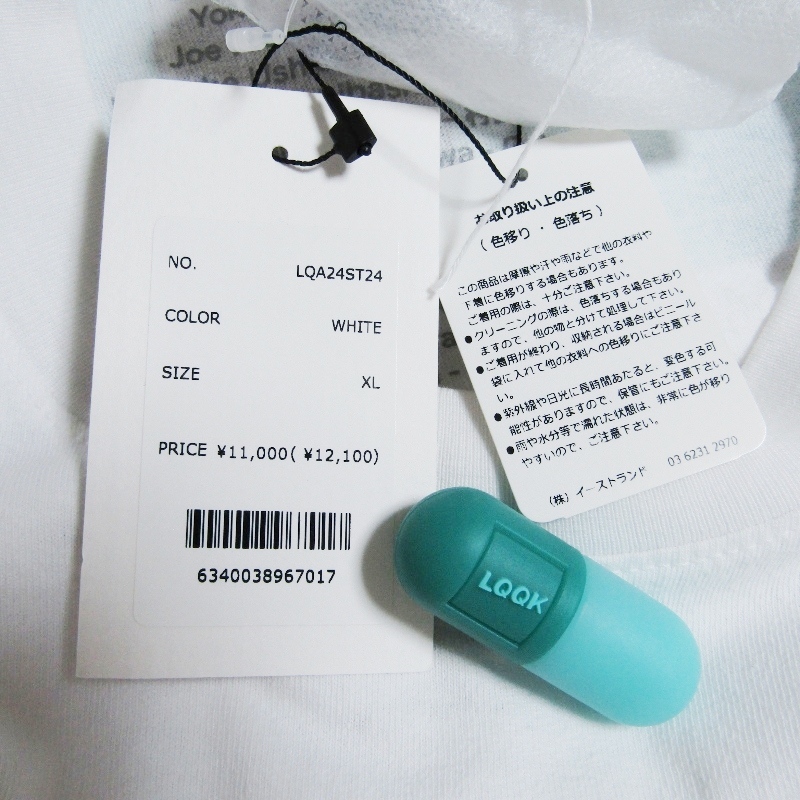 Yor
Joe
NO. LQA24ST24
COLOR WHITE
SIZE XL
PRICE ¥11,000( ¥12,100)
6340038967017
取り扱い上の注意
( 色移り ・ 色落ち )
この商品は摩擦や汗や雨などで他の衣料や
下着に色移りする場合もあります。
ご着用の際は、十分ご注意下さい。
●クリーニングの際は、色落ちする場合もあり
ますので、他の物と分けて処理して下さい。
●ご着用が終わり、収納される場合はビニール
袋に入れて他の衣料への色移りにご注意下さ
い。
●紫外線や日光に長時間あたると、変色する可
能性がありますので、保管にもご注意下さい。
●雨や水分等で濡れた状態は、非常に色が移り
やすいので、ご注意下さい。
(株) イーストランド 03 6231 2970
LQQK